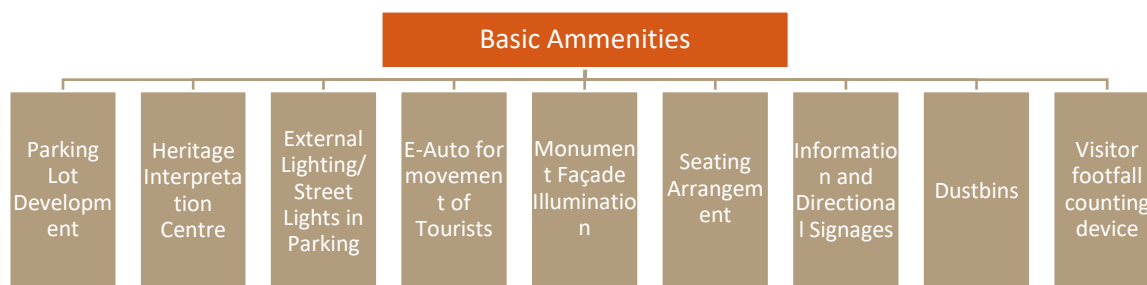 Basic Ammenities
Parking
Lot
Developm
ent
Heritage
Interpreta
tion
Centre
External
Lighting/
Street
Lights in
Parking
E-Auto for
movemen
t of
Tourists
Monumen
t Façade
Illuminatio
n
Seating
Arrangem
ent
Informatio
n and
Directiona
l Signages
Dustbins
Visitor
footfall
counting
device